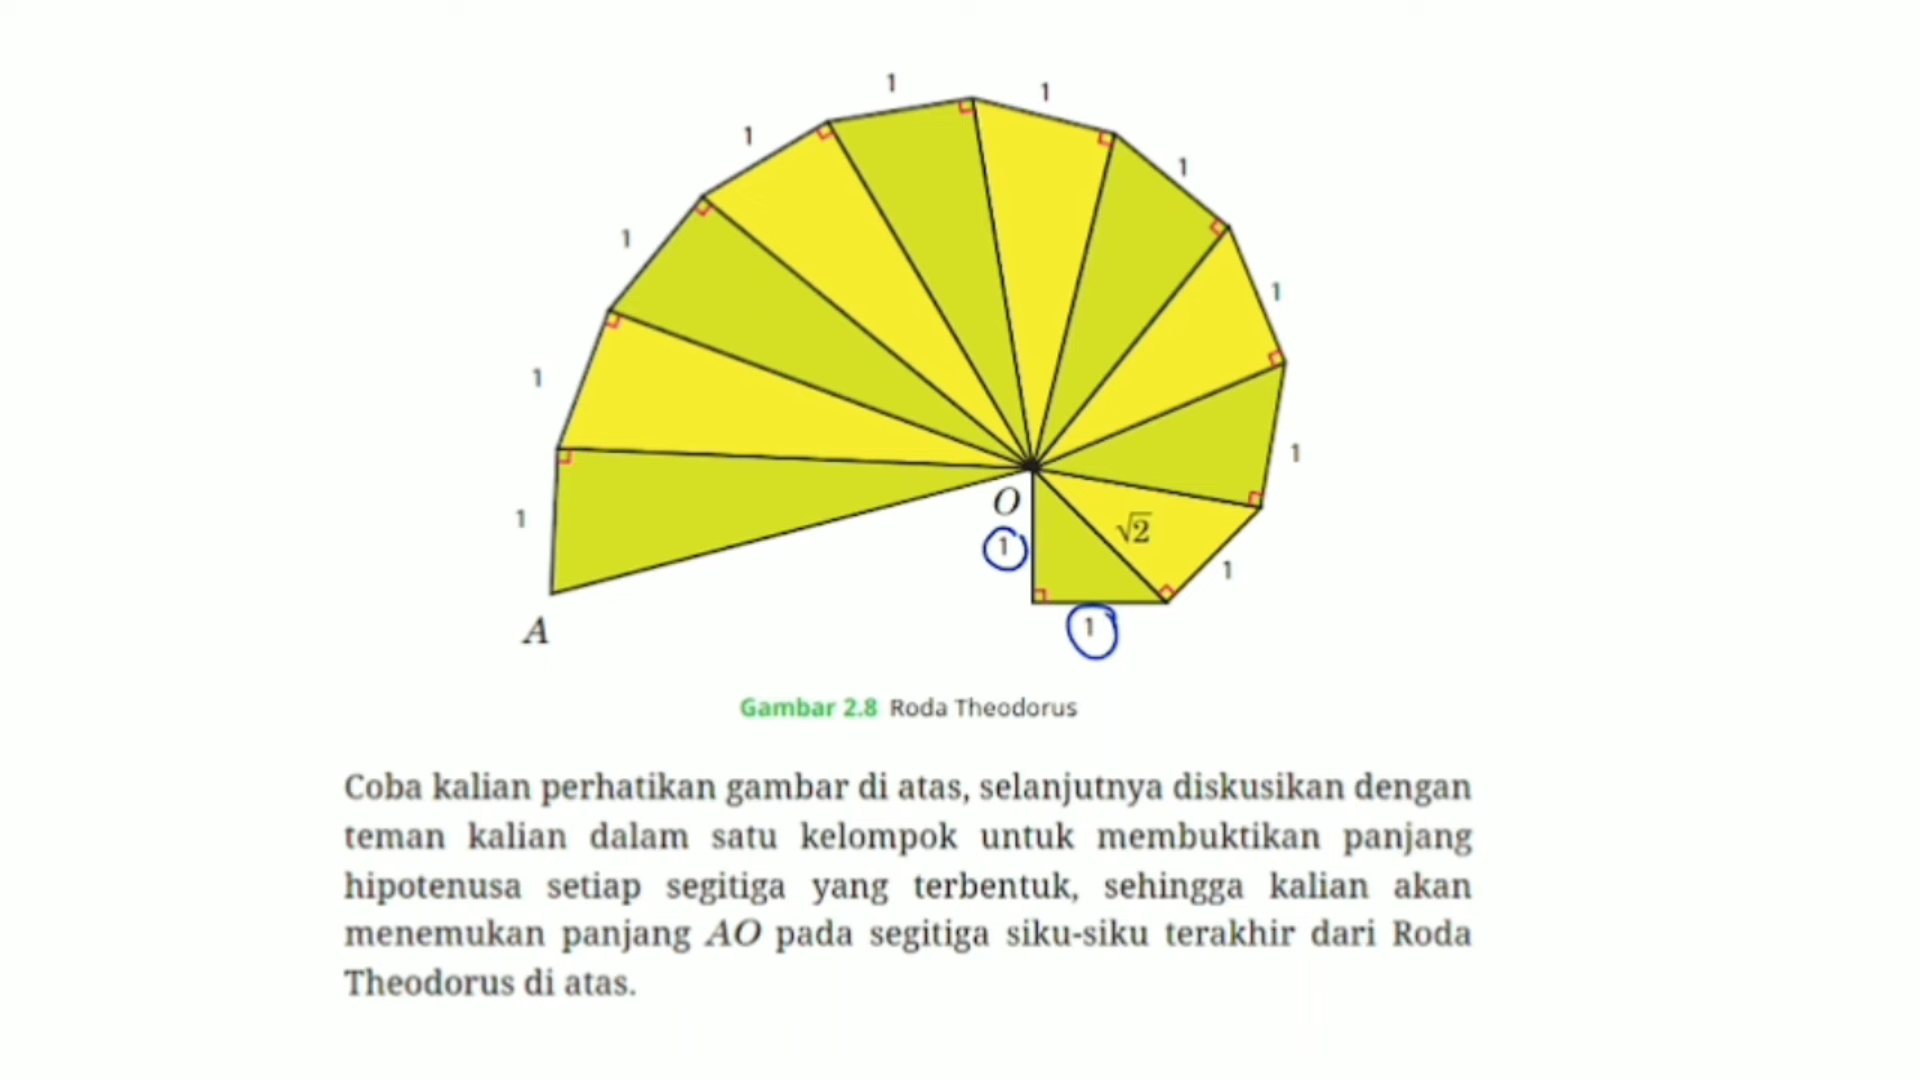 1
1
1
1
1
1
1
1
1
1
O
√2
1
1
1
A
1
Gambar 2.8 Roda Theodorus
Coba kalian perhatikan gambar di atas, selanjutnya diskusikan dengan
teman kalian dalam satu kelompok untuk membuktikan panjang
hipotenusa setiap segitiga yang terbentuk, sehingga kalian akan
menemukan panjang AO pada segitiga siku-siku terakhir dari Roda
Theodorus di atas.